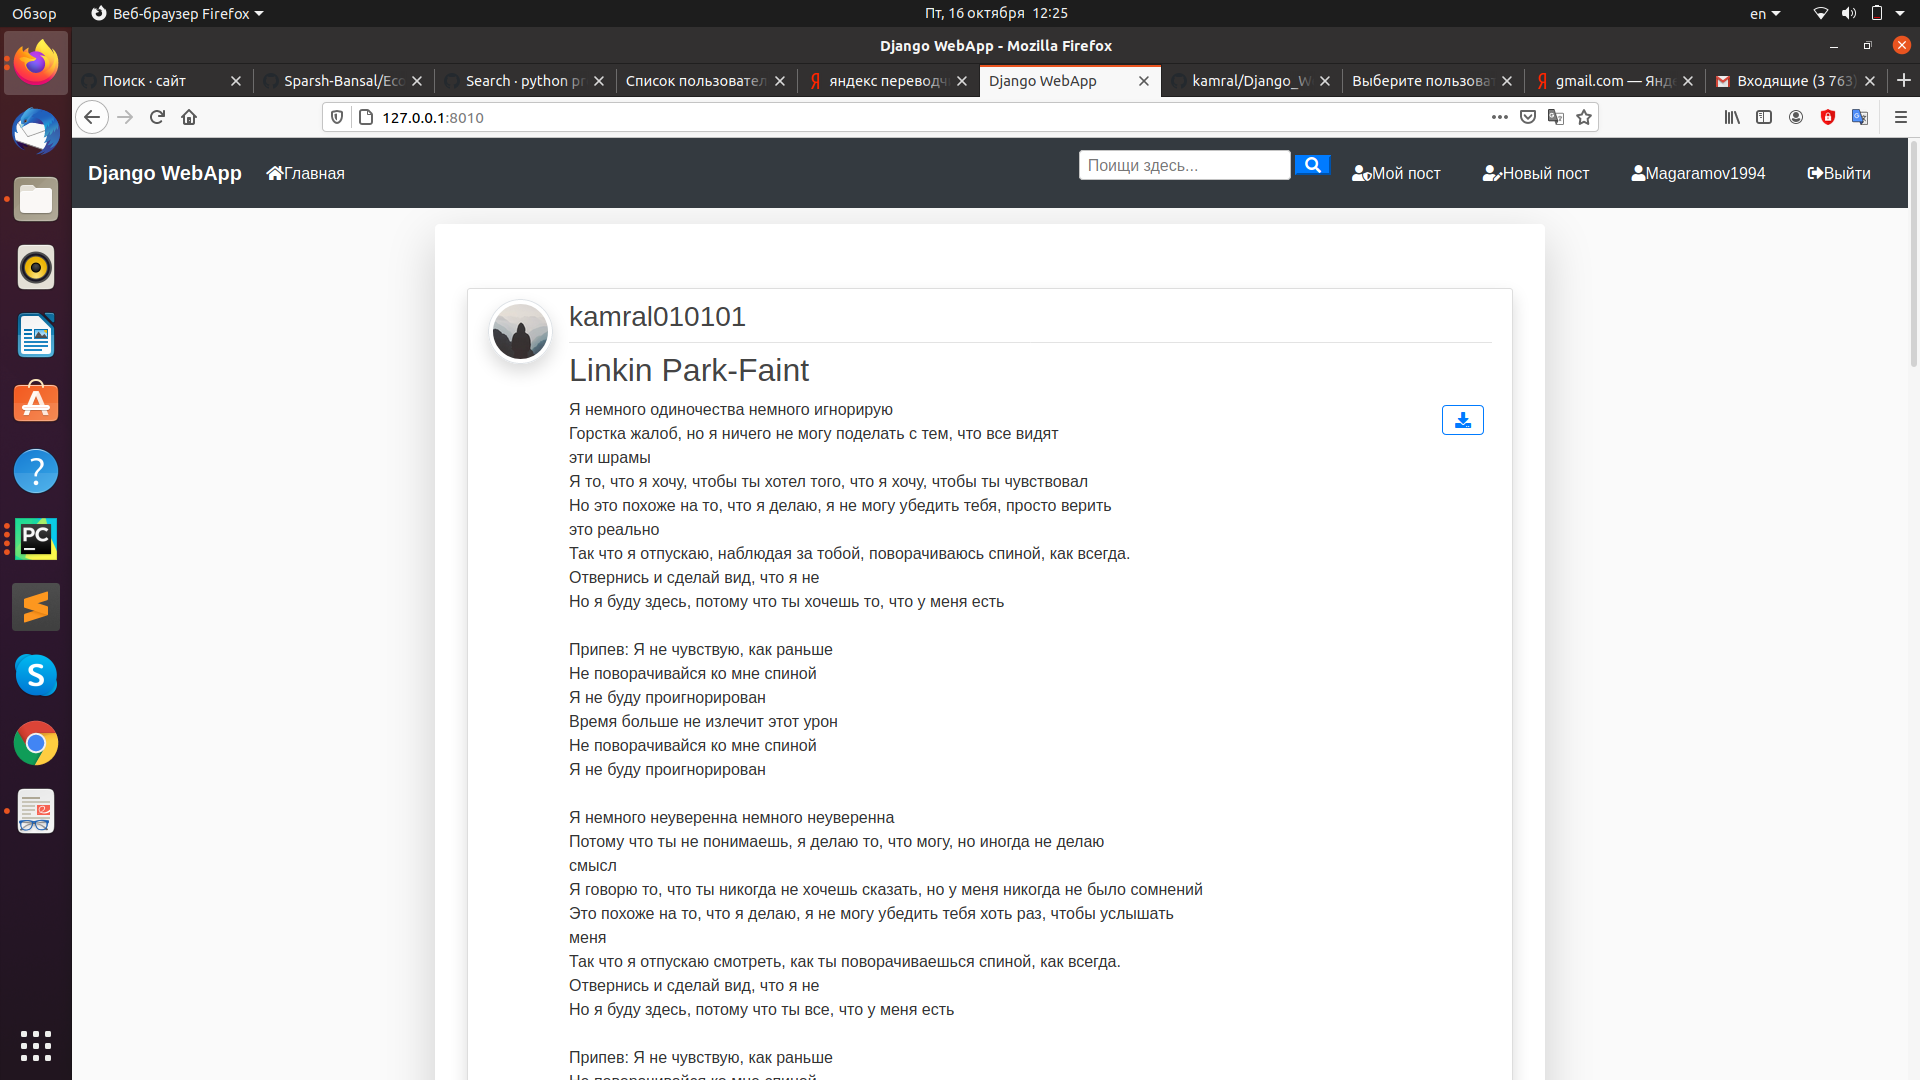 Обзор
Веб-браузер Firefox
Пт, 16 октября 12:25
en
Django WebApp - Mozilla Firefox
Поиск · сайт
Sparsh-Bansal/Eco
Search · python pr
Список пользовател
яндекс переводч
Django WebApp
kamral/Django_W
Выберите пользова
gmail.com — Янд
Входящие (3 763)
127.0.0.1:8010
Django WebApp
Главная
Поищи здесь...
Мой пост
Новый пост
Magaramov1994
Выйти
kamral010101
Linkin Park-Faint
Я немного одиночества немного игнорирую
Горстка жалоб, но я ничего не могу поделать с тем, что все видят
эти шрамы
Я то, что я хочу, чтобы ты хотел того, что я хочу, чтобы ты чувствовал
Но это похоже на то, что я делаю, я не могу убедить тебя, просто верить
это реально
Так что я отпускаю, наблюдая за тобой, поворачиваюсь спиной, как всегда.
Отвернись и сделай вид, что я не
Но я буду здесь, потому что ты хочешь то, что у меня есть
Припев: Я не чувствую, как раньше
Не поворачивайся ко мне спиной
Я не буду проигнорирован
Время больше не излечит этот урон
Не поворачивайся ко мне спиной
Я не буду проигнорирован
Я немного неуверенна немного неуверенна
Потому что ты не понимаешь, я делаю то, что могу, но иногда не делаю
смысл
Я говорю то, что ты никогда не хочешь сказать, но у меня никогда не было сомнений
Это похоже на то, что я делаю, я не могу убедить тебя хоть раз, чтобы услышать
меня
Так что я отпускаю смотреть, как ты поворачиваешься спиной, как всегда.
Отвернись и сделай вид, что я не
Но я буду здесь, потому что ты все, что у меня есть
Припев: Я не чувствую, как раньше
Не поворачивайся ко мне спиной